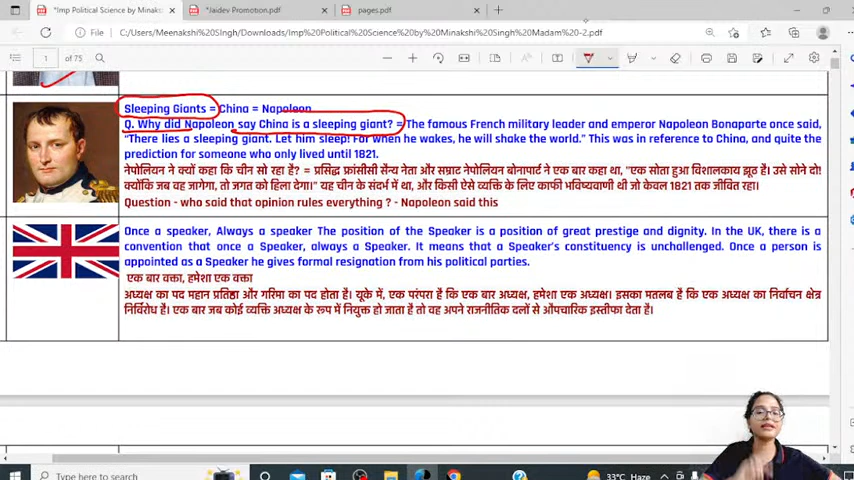 *Imp Political Science by Minaks
*Jaidev Promotion.pdf
pages.pdf
File
C:/Users/Meenakshi Singh/Downloads/Imp%20Political%20Science%20by%20Minakshi%20Singh%20Madam%20-2.pdf
1 of 75
Sleeping Giants = China = Napoleon
Q. Why did Napoleon say China is a sleeping giant? = The famous French military leader and emperor Napoleon Bonaparte once said,
"There lies a sleeping giant. Let him sleep! For when he wakes, he will shake the world." This was in reference to China, and quite the
prediction for someone who only lived until 1821.
नेपोलियन ने क्यों कहा कि चीन सो रहा है? = प्रसिद्ध फ्रांसीसी सैन्य नेता और सम्राट नेपोलियन बोनापार्ट ने एक बार कहा था, "एक सोता हुआ विशालकाय झूठ है। उसे सोने दो!
क्योंकि जब वह जागेगा, तो जगत को हिला देगा।" यह चीन के संदर्भ में था, और किसी ऐसे व्यक्ति के लिए काफी भविष्यवाणी थी जो केवल 1821 तक जीवित रहा।
Question - who said that opinion rules everything ? - Napoleon said this
Once a speaker, Always a speaker The position of the Speaker is a position of great prestige and dignity. In the UK, there is a
convention that once a Speaker, always a Speaker. It means that a Speaker's constituency is unchallenged. Once a person is
appointed as a Speaker he gives formal resignation from his political parties.
एक बार वक्ता, हमेशा एक वक्ता
अध्यक्ष का पद महान प्रतिष्ठा और गरिमा का पद होता है। यूके में, एक परंपरा है कि एक बार अध्यक्ष, हमेशा एक अध्यक्ष। इसका मतलब है कि एक अध्यक्ष का निर्वाचन क्षेत्र
निर्विरोध है। एक बार जब कोई व्यक्ति अध्यक्ष के रूप में नियुक्त हो जाता है तो वह अपने राजनीतिक दलों से औपचारिक इस्तीफा देता है।
Type here to search
33°C Haze